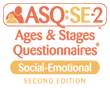 ASQ:SE-2
Ages & Stages
Questionnaires®
Social-Emotional
SECOND EDITION